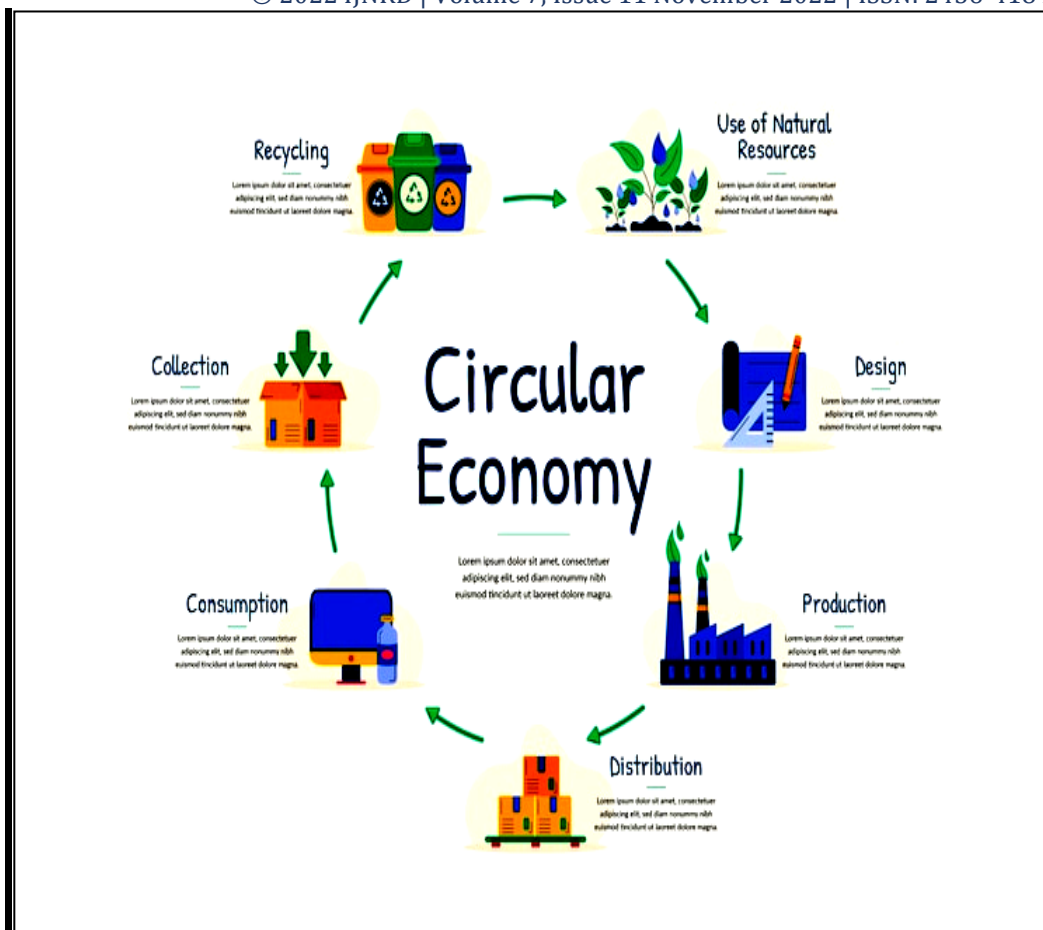 © 2022 IJNRD | Volume 7, Issue 11 November 2022 | ISSN: 2456-418
Recycling
Lorem ipsum dolor sit amet, consectetuer
adipiscing elit, sed diam nonummy nibh
euismod tincidunt ut laoreet dolore magna.
Use of Natural
Resources
Lorem ipsum dolor sit amet, consectetuer
adipiscing elit, sed diam nonummy nibh
euismod tincidunt ut laoreet dolore magna.
Collection
Lorem ipsum dolor sit amet, consectetuer
adipiscing elit, sed diam nonummy nibh
euismod tincidunt ut laoreet dolore magna.
Circular
Economy
Lorem ipsum dolor sit amet, consectetuer
adipiscing elit, sed diam nonummy nibh
euismod tincidunt ut laoreet dolore magna.
Design
Lorem ipsum dolor sit amet, consectetuer
adipiscing elit, sed diam nonummy nibh
euismod tincidunt ut laoreet dolore magna.
Consumption
Lorem ipsum dolor sit amet, consectetuer
adipiscing elit, sed diam nonummy nibh
euismod tincidunt ut laoreet dolore magna.
Production
Lorem ipsum dolor sit amet, consectetuer
adipiscing elit, sed diam nonummy nibh
euismod tincidunt ut laoreet dolore magna.
Distribution
Lorem ipsum dolor sit amet, consectetuer
adipiscing elit, sed diam nonummy nibh
euismod tincidunt ut laoreet dolore magna.